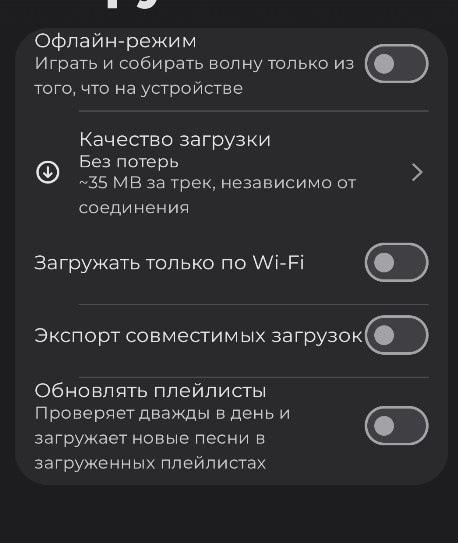 Офлайн-режим
Играть и собирать волну только из
того, что на устройстве
Качество загрузки
Без потерь
~35 MB за трек, независимо от
соединения
Загружать только по Wi-Fi
Экспорт совместимых загрузок
Обновлять плейлисты
Проверяет дважды в день и
загружает новые песни в
загруженных плейлистах